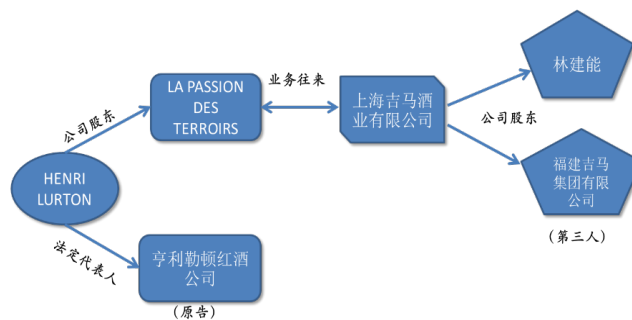 林建能
业务往来
LA PASSION
DES
TERROIRS
上海吉马酒
业有限公司
公司股东
公司股东
福建吉马
集团有限
公司
HENRI
LURTON
(第三人)
法定代表人
亨利勒顿红酒
公司
(原告)